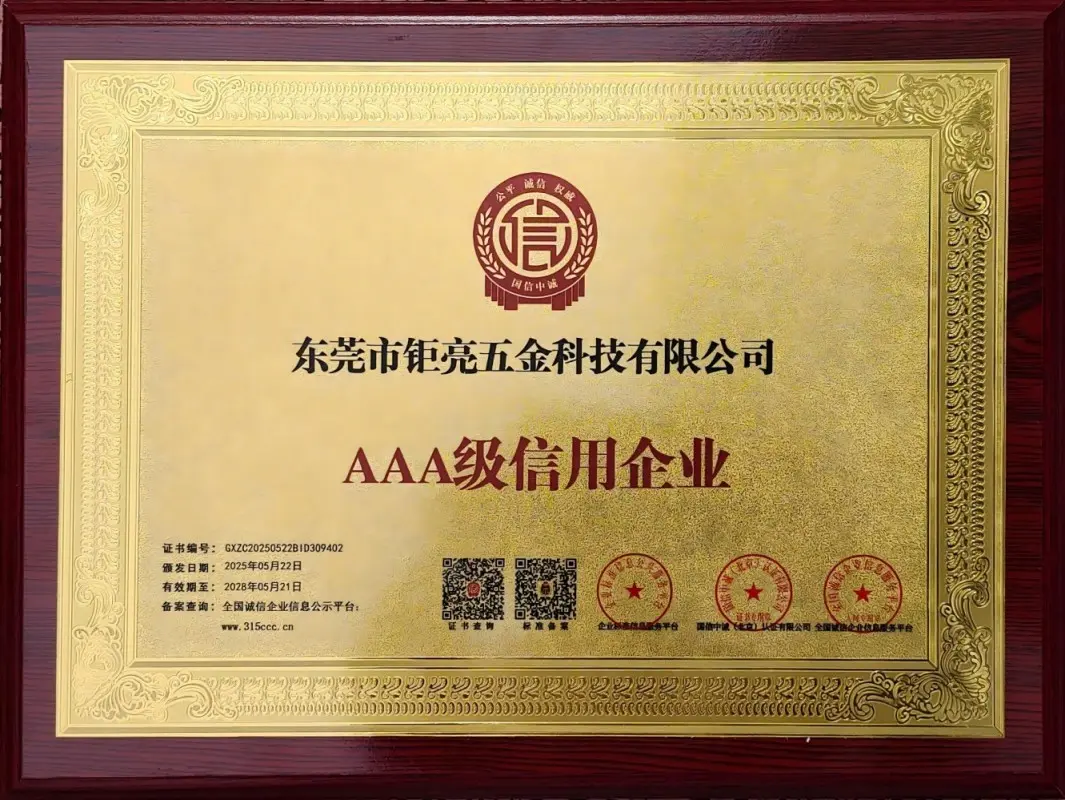 公平 诚信 权威
国信中诚
东莞市钜亮五金科技有限公司
AAA级信用企业
证书编号： GXZC20250522BID309402
颁发日期： 2025年05月22日
有效期至： 2028年05月21日
备案查询： 全国诚信企业信息公示平台：
www.315ccc.cn
证书查询
标准备案
企业标准信息服务平台
国信中诚（北京）认证有限公司
全国诚信企业信息服务平台